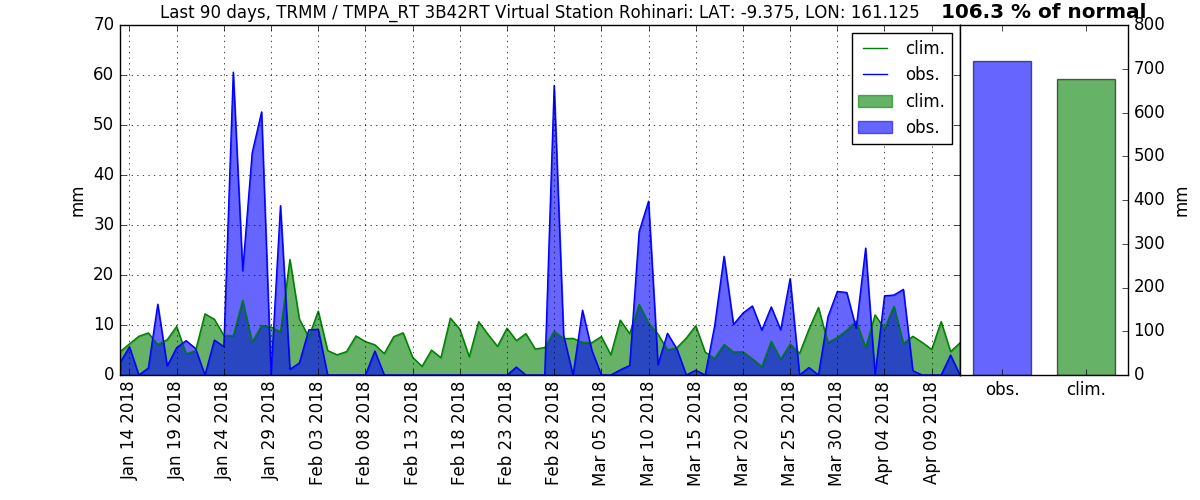 Last 90 days, TRMM / TMPA_RT 3B42RT Virtual Station Rohinari: LAT: -9.375, LON: 161.125
106.3 % of normal
70
60
50
40
30
20
10
0
mm
clim.
obs.
clim.
obs.
Jan 14 2018
Jan 19 2018
Jan 24 2018
Jan 29 2018
Feb 03 2018
Feb 08 2018
Feb 13 2018
Feb 18 2018
Feb 23 2018
Feb 28 2018
Mar 05 2018
Mar 10 2018
Mar 15 2018
Mar 20 2018
Mar 25 2018
Mar 30 2018
Apr 04 2018
Apr 09 2018
800
700
600
500
400
300
200
100
0
mm
obs.
clim.